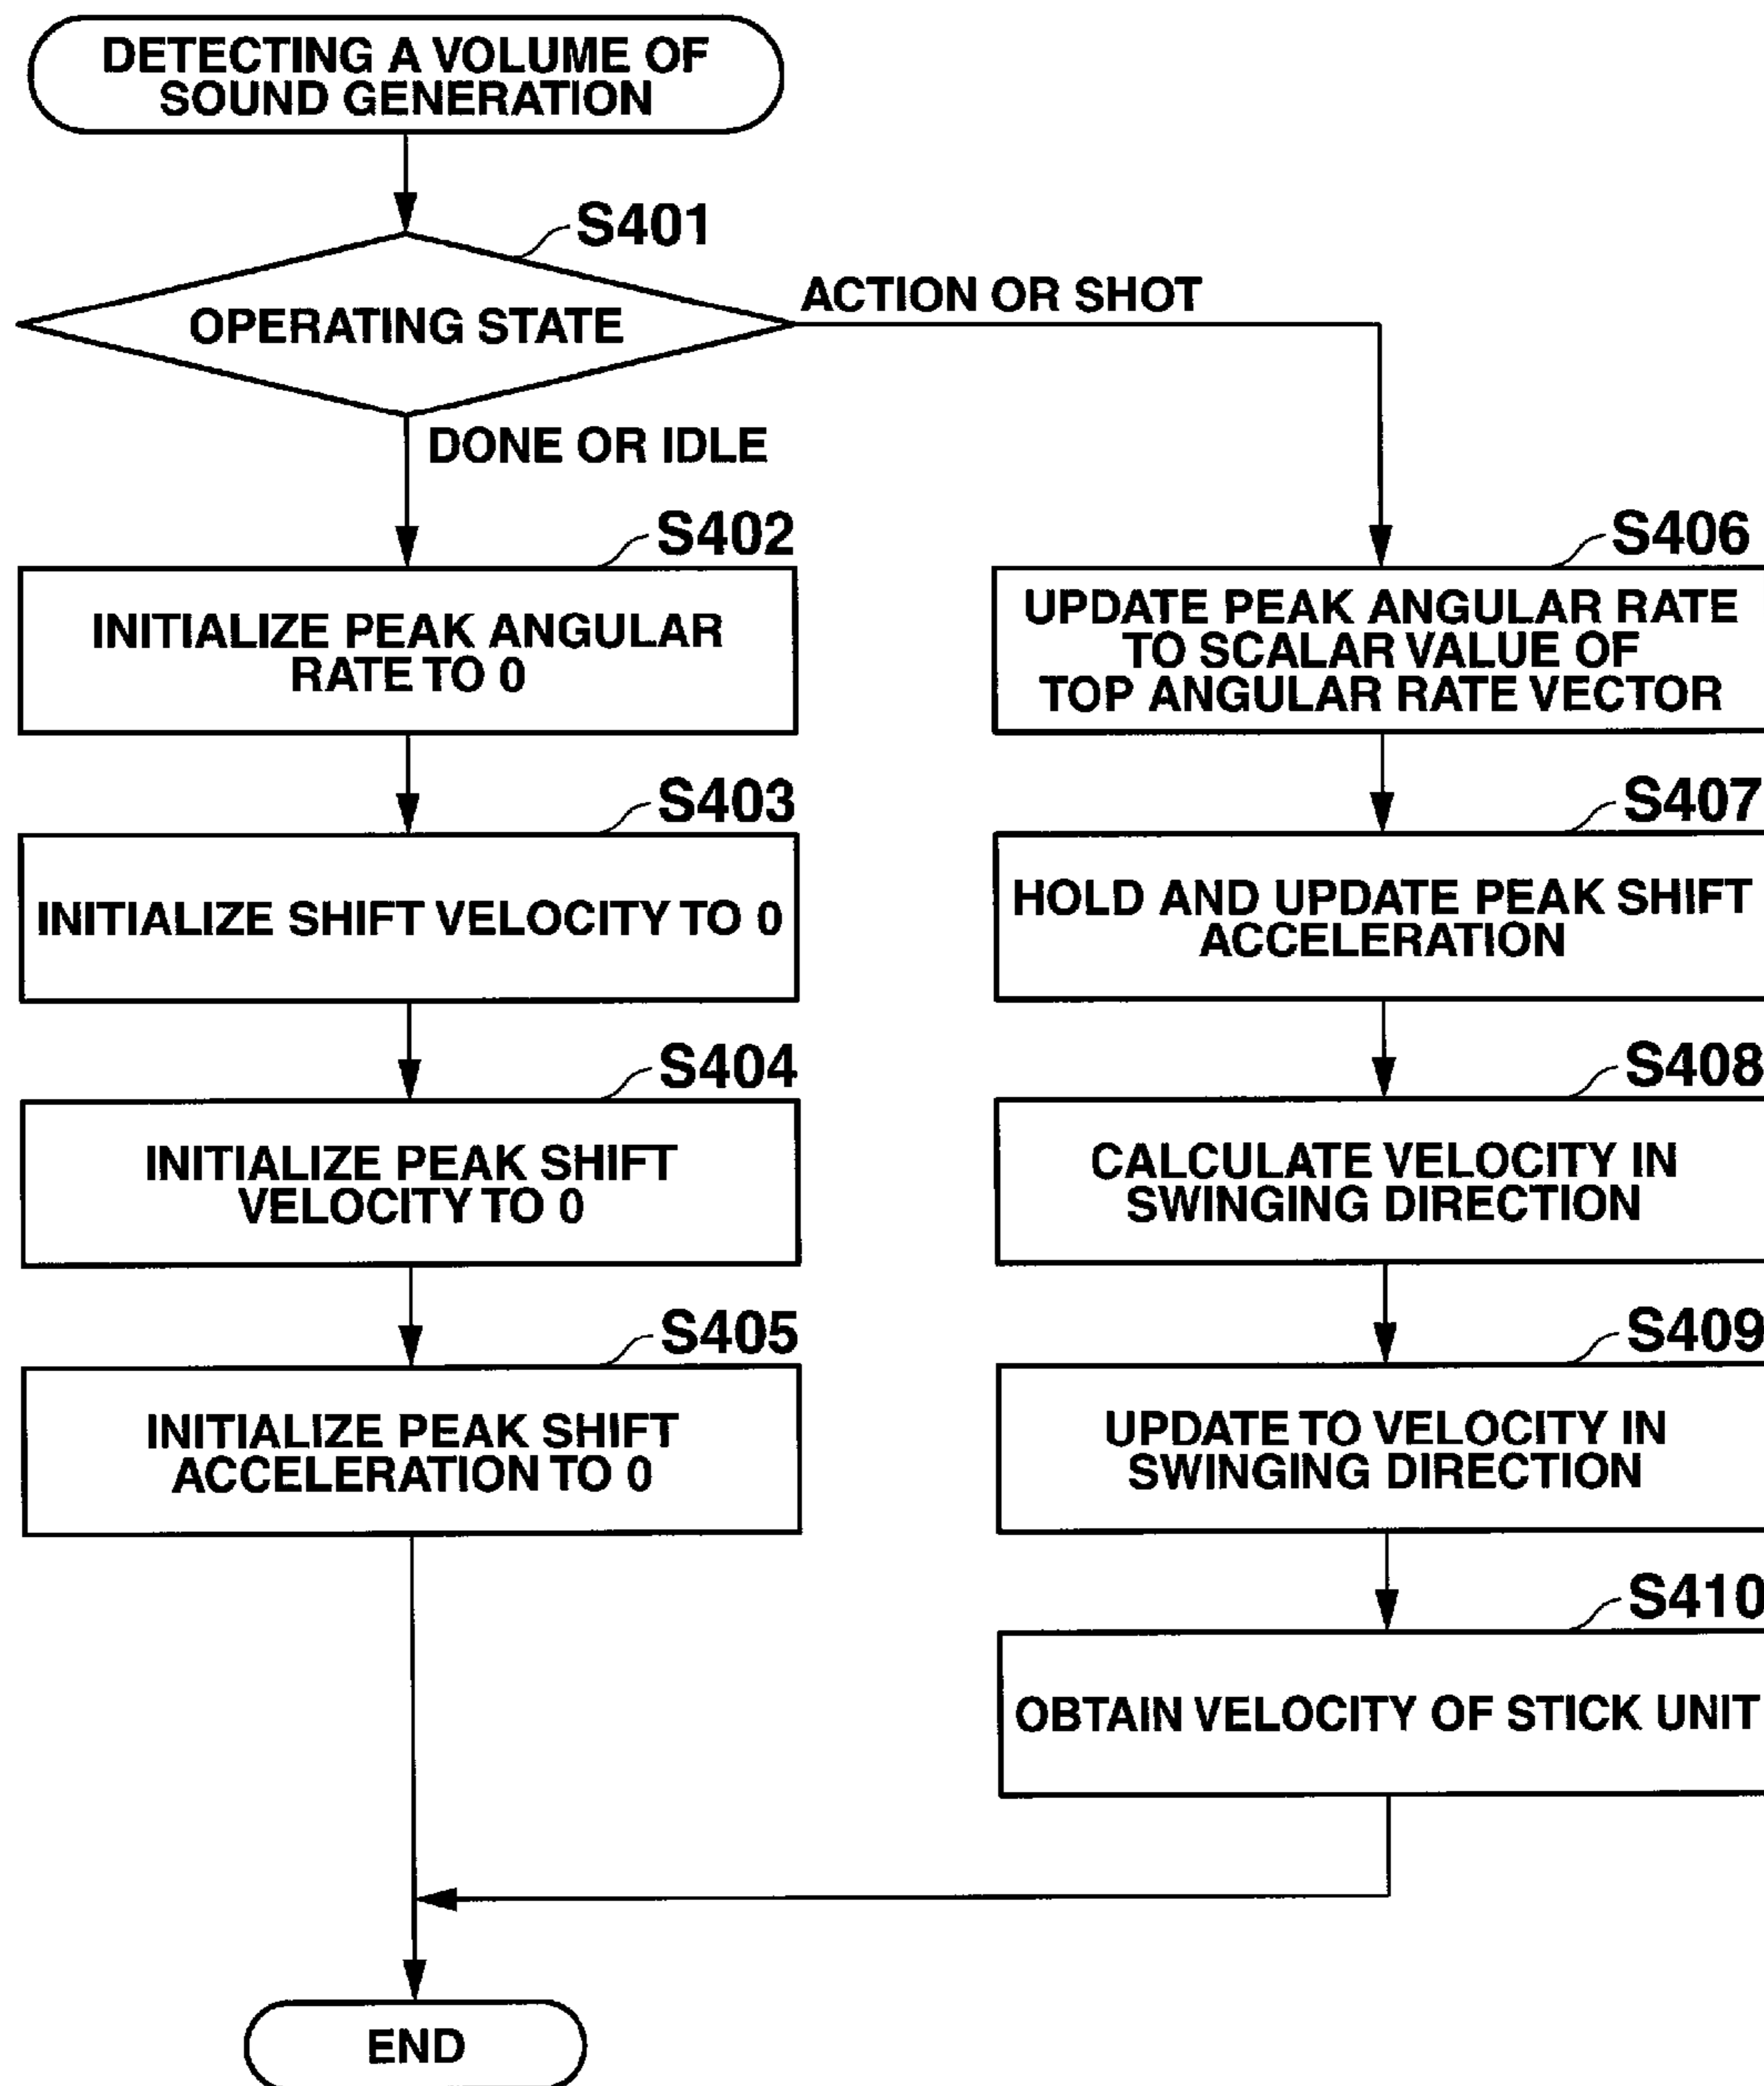 DETECTING A VOLUME OF
SOUND GENERATION
S401
OPERATING STATE
ACTION OR SHOT
DONE OR IDLE
S402
INITIALIZE PEAK ANGULAR
RATE TO 0
S403
INITIALIZE SHIFT VELOCITY TO 0
S404
INITIALIZE PEAK SHIFT
VELOCITY TO 0
S405
INITIALIZE PEAK SHIFT
ACCELERATION TO 0
S406
UPDATE PEAK ANGULAR RATE
TO SCALAR VALUE OF
TOP ANGULAR RATE VECTOR
S407
HOLD AND UPDATE PEAK SHIFT
ACCELERATION
S408
CALCULATE VELOCITY IN
SWINGING DIRECTION
S409
UPDATE TO VELOCITY IN
SWINGING DIRECTION
S410
OBTAIN VELOCITY OF STICK UNIT
END